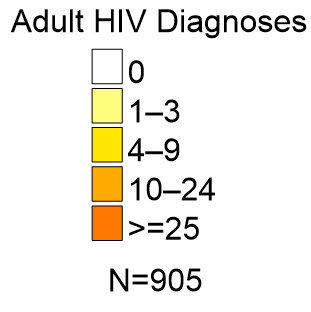 Adult HIV Diagnoses
0
1–3
4–9
10–24
>=25
N=905